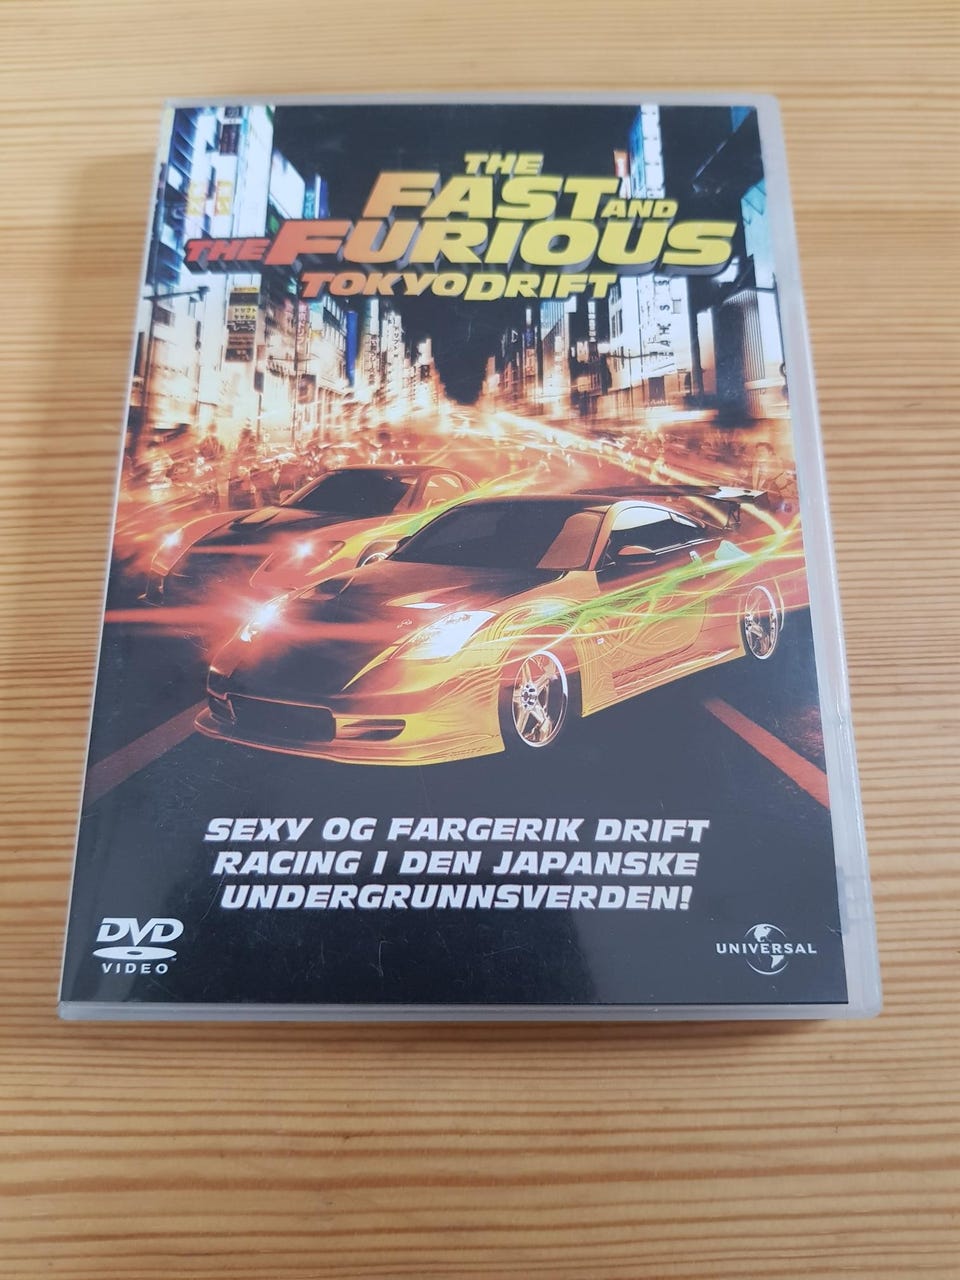 THE
FAST AND
THE FURIOUS
TOKYO DRIFT
SEXY OG FARGERIK DRIFT
RACING I DEN JAPANSKE
UNDERGRUNNSVERDEN!
DVD
VIDEO
UNIVERSAL